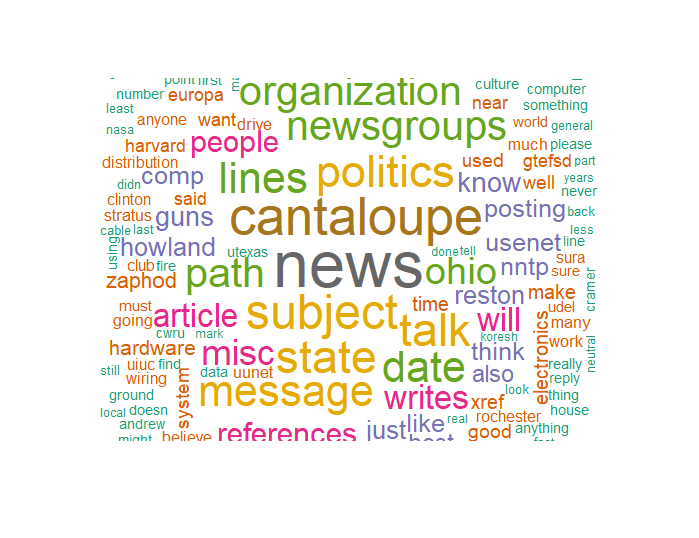 point first
organization
culture
computer
number europa
near
something
least
nasa
anyone want drive
newsgroups
world general
harvard people
much please
distribution
lines politics
used gtefsd part
didn comp
know well years
never
clinton said
cantaloupe
posting back
stratus guns
cable last
less
using howland
utexas
news
done tell
usenet line
club fire
path
ohio
nntp sura
sure
zaphod
reston make
cramer
must
going article
subject
time
talk
will
udel
many
cwru mark
koresh
electronics
work
neutral
hardware
misc state
date
think
really
still uiuc find
data uunet
also
reply
wiring
system
message
writes
look
thing
ground
xref
house
local doesn
real
rochester
andrew
references
just like
good anything
might believe